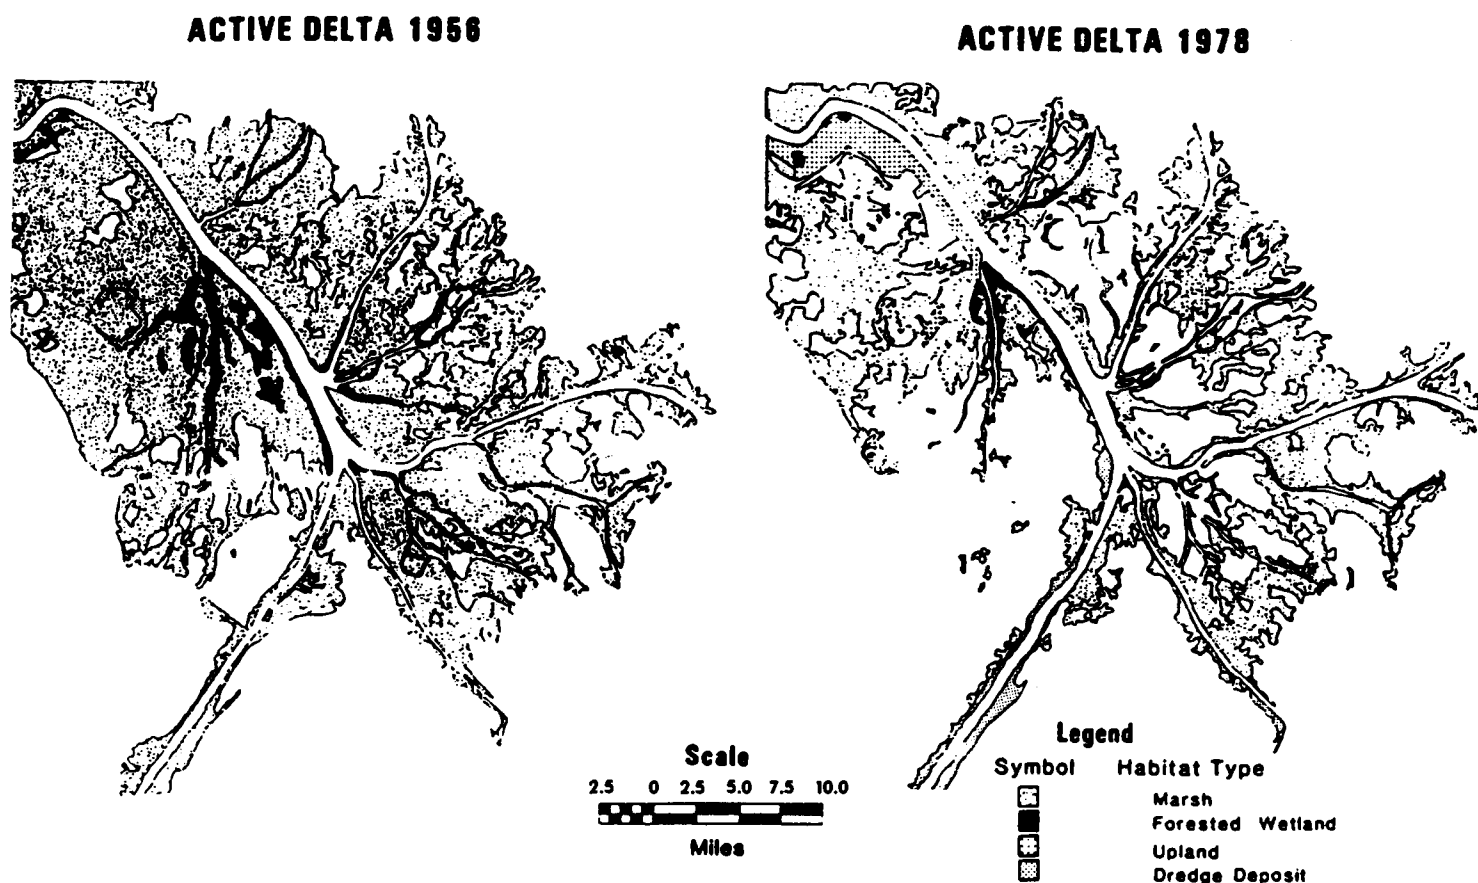 ACTIVE DELTA 1956
ACTIVE DELTA 1978
Scale
2.5 0 2.5 5.0 7.5 10.0
Miles
Legend
Symbol Habitat Type
Marsh
Forested Wetland
Upland
Dredge Deposit